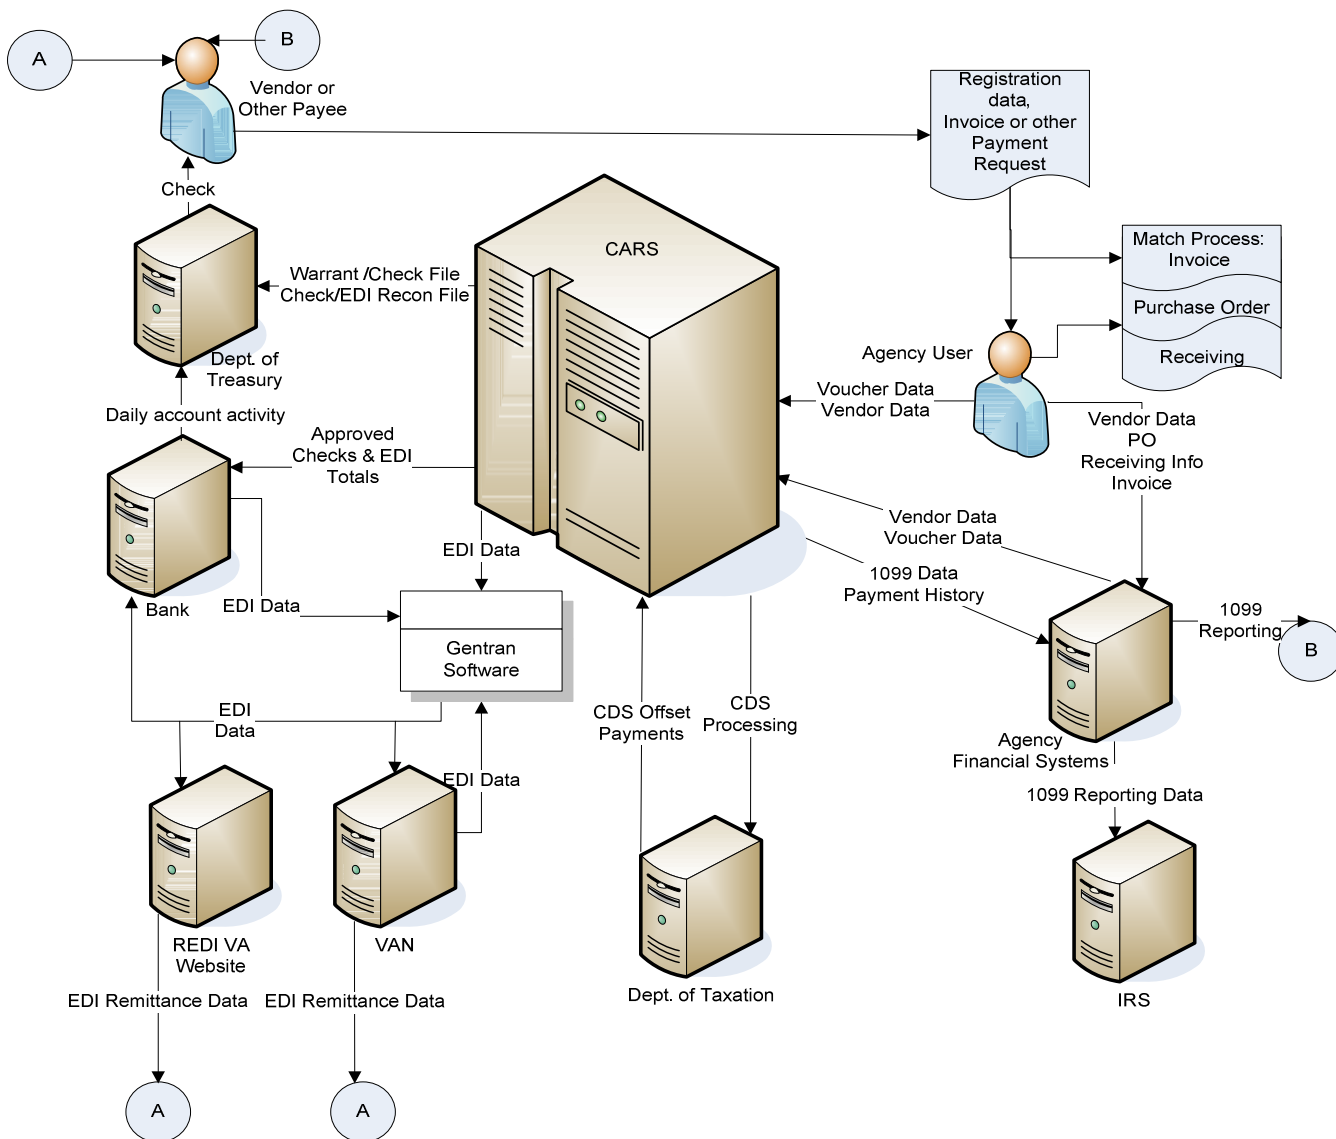 A
B
Vendor or
Other Payee
Registration
data,
Invoice or other
Payment
Request
Check
CARS
Match Process:
Invoice
Purchase Order
Receiving
Warrant /Check File
Check/EDI Recon File
Dept. of
Treasury
Agency User
Voucher Data
Vendor Data
Daily account activity
Approved
Checks & EDI
Totals
Vendor Data
PO
Receiving Info
Invoice
Vendor Data
Voucher Data
EDI Data
1099 Data
Payment History
Bank
EDI Data
1099
Reporting
B
Gentran
Software
EDI
Data
CDS Offset
Payments
CDS
Processing
Agency
Financial Systems
EDI Data
1099 Reporting Data
REDI VA
Website
VAN
Dept. of Taxation
IRS
EDI Remittance Data
EDI Remittance Data
A
A